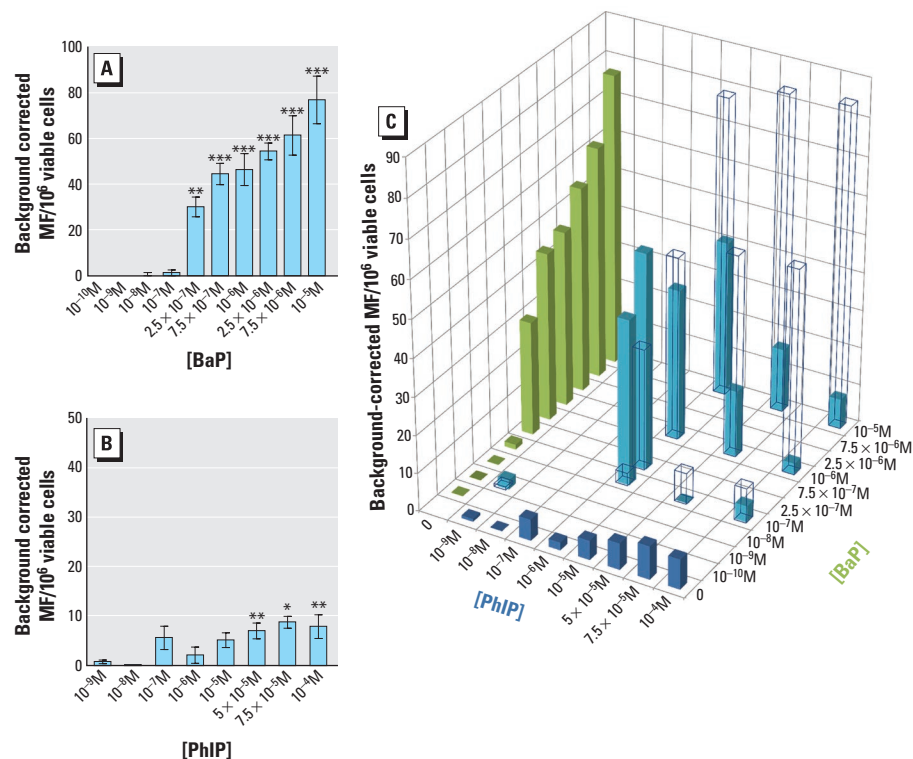 A
Background corrected
MF/10⁶ viable cells
100
80
60
40
20
0
**
***
***
***
***
***
10⁻¹⁰M
10⁻⁹M
10⁻⁸M
10⁻⁷M
2.5 × 10⁻⁷M
7.5 × 10⁻⁷M
10⁻⁶M
2.5 × 10⁻⁶M
7.5 × 10⁻⁶M
10⁻⁵M
[BaP]
B
Background corrected
MF/10⁶ viable cells
50
40
30
20
10
0
**
*
**
10⁻⁹M
10⁻⁸M
10⁻⁷M
10⁻⁶M
10⁻⁵M
5 × 10⁻⁵M
7.5 × 10⁻⁵M
10⁻⁴M
[PhIP]
C
Background-corrected MF/10⁶ viable cells
90
80
70
60
50
40
30
20
10
0
0
10⁻⁹M
10⁻⁸M
10⁻⁷M
10⁻⁶M
10⁻⁵M
5 × 10⁻⁵M
7.5 × 10⁻⁵M
10⁻⁴M
[PhIP]
10⁻⁵M
7.5 × 10⁻⁶M
2.5 × 10⁻⁶M
10⁻⁶M
7.5 × 10⁻⁷M
2.5 × 10⁻⁷M
10⁻⁷M
10⁻⁸M
10⁻⁹M
10⁻¹⁰M
0
[BaP]